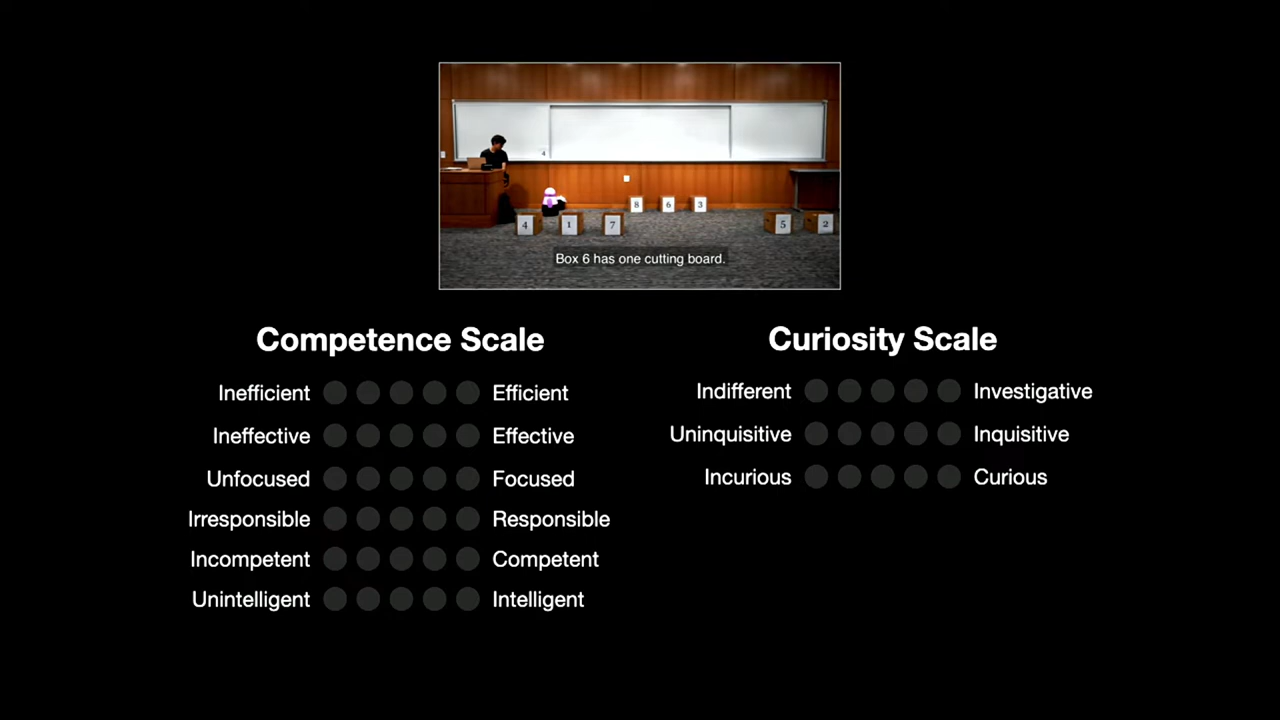 4
8 6 3
4 1 7 5 2
Box 6 has one cutting board.
Competence Scale
Inefficient Efficient
Ineffective Effective
Unfocused Focused
Irresponsible Responsible
Incompetent Competent
Unintelligent Intelligent
Curiosity Scale
Indifferent Investigative
Uninquisitive Inquisitive
Incurious Curious